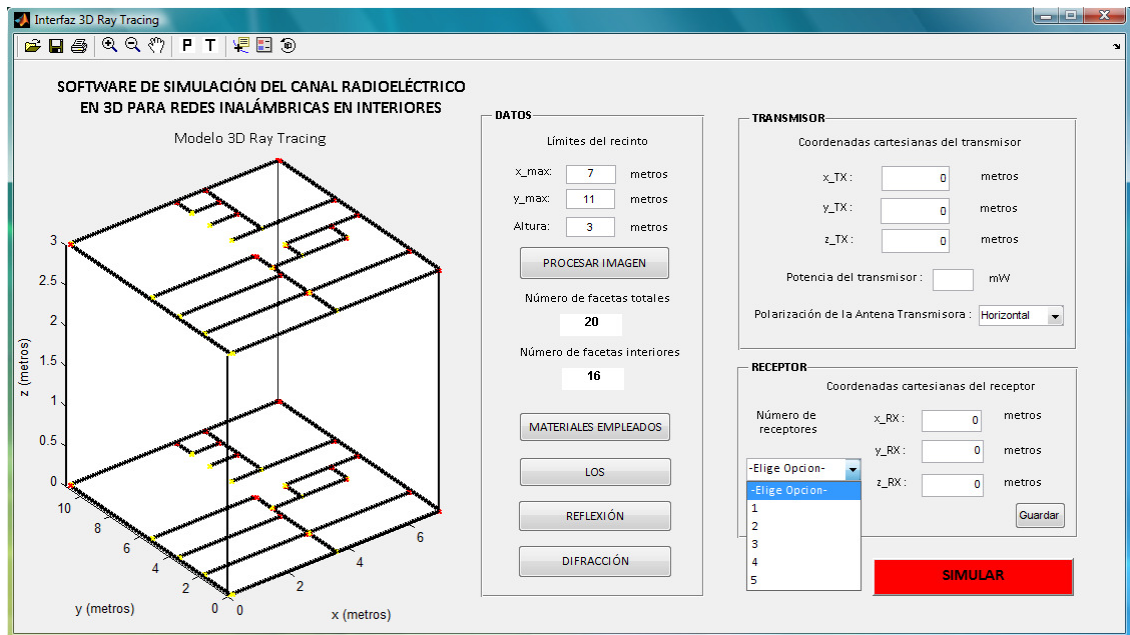 Interfaz 3D Ray Tracing
P T
SOFTWARE DE SIMULACIÓN DEL CANAL RADIOELÉCTRICO
EN 3D PARA REDES INALÁMBRICAS EN INTERIORES
Modelo 3D Ray Tracing
3
2.5
2
1.5
1
0.5
0
z (metros)
10
8
6
4
2
0
y (metros)
0
2
4
6
x (metros)
DATOS
Límites del recinto
x_max: 7 metros
y_max: 11 metros
Altura: 3 metros
PROCESAR IMAGEN
Número de facetas totales
20
Número de facetas interiores
16
MATERIALES EMPLEADOS
LOS
REFLEXIÓN
DIFRACCIÓN
TRANSMISOR
Coordenadas cartesianas del transmisor
x_TX : 0 metros
y_TX : 0 metros
z_TX : 0 metros
Potencia del transmisor : mW
Polarización de la Antena Transmisora : Horizontal
RECEPTOR
Coordenadas cartesianas del receptor
Número de
receptores
x_RX : 0 metros
y_RX : 0 metros
z_RX : 0 metros
-Elige Opcion-
-Elige Opcion-
1
2
3
4
5
Guardar
SIMULAR